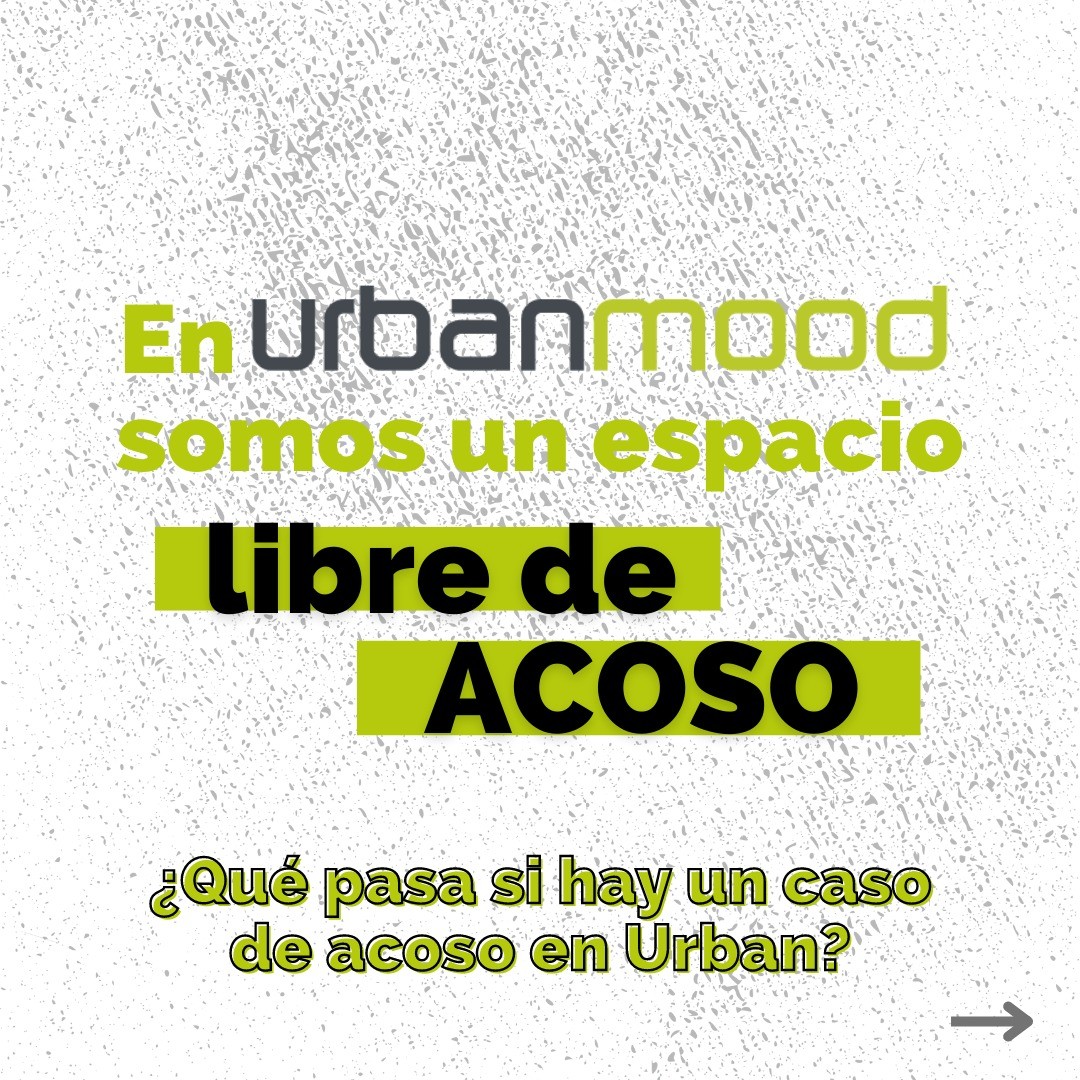 En urbanmood
somos un espacio
libre de
ACOSO
¿Qué pasa si hay un caso
de acoso en Urban?